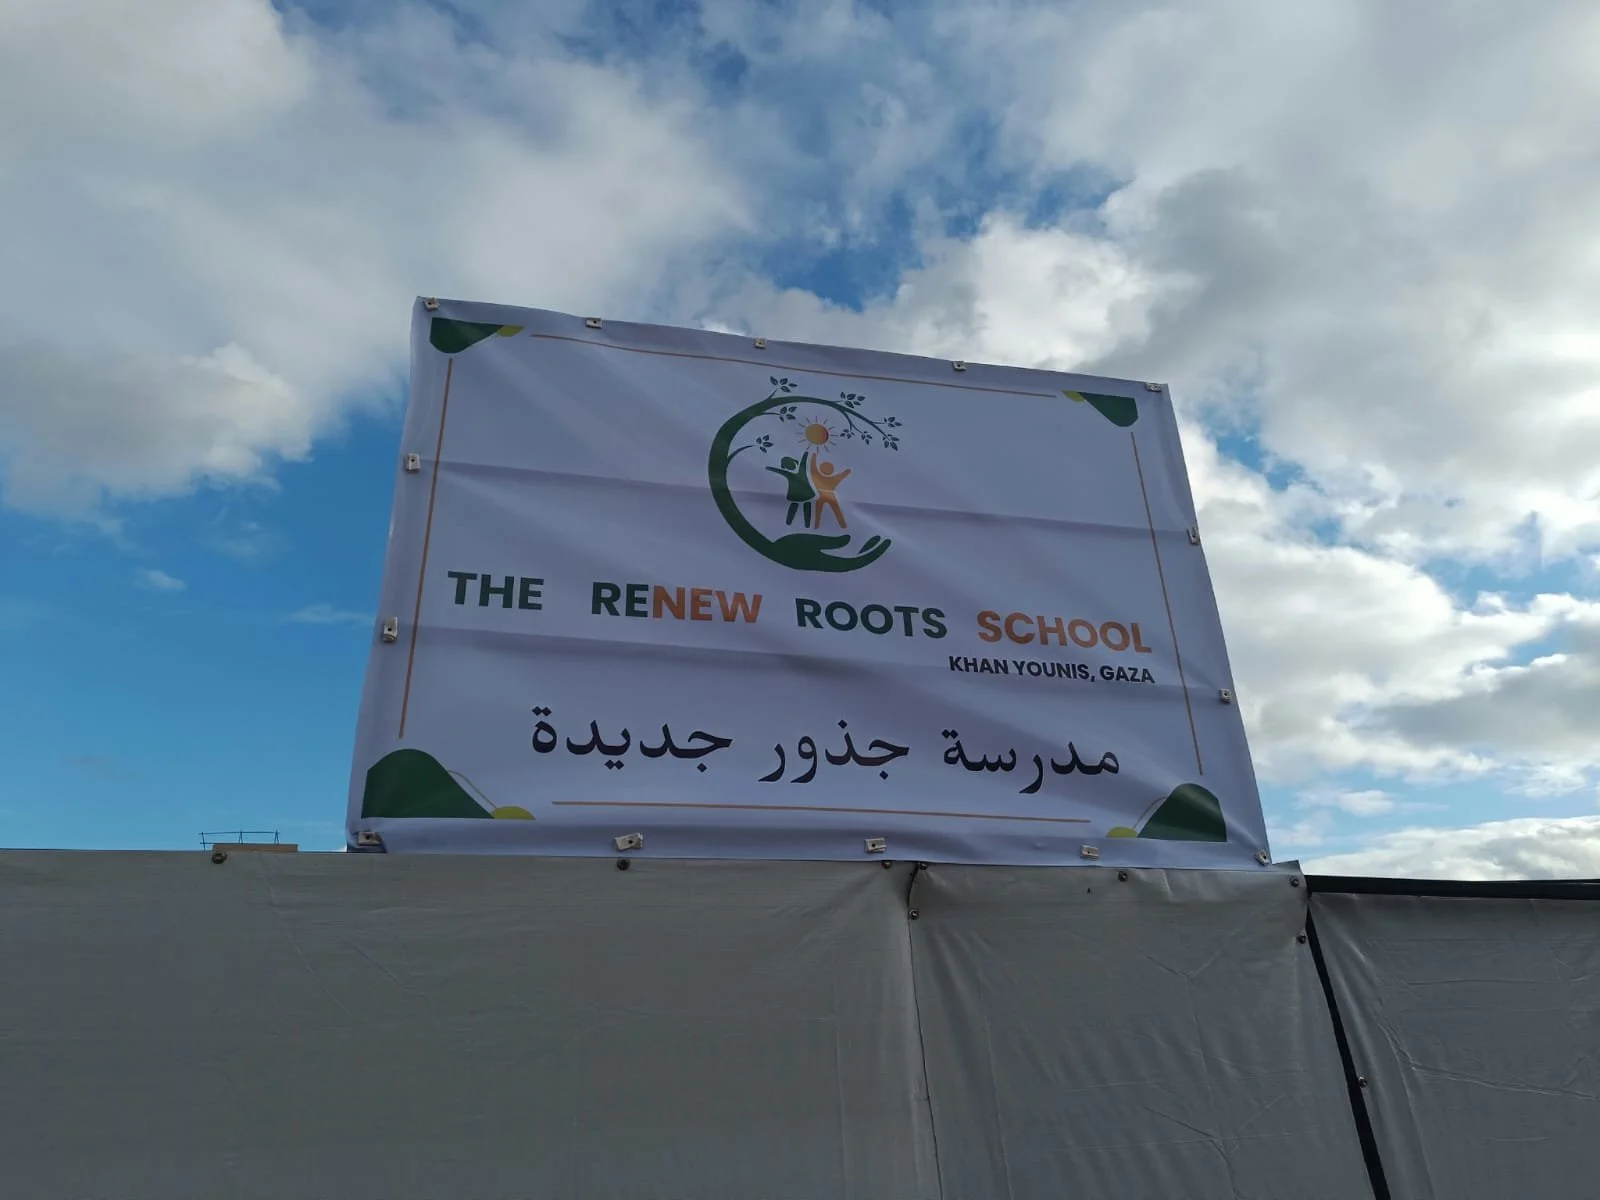 THE RENEW ROOTS SCHOOL
KHAN YOUNIS, GAZA
مدرسة جذور جديدة